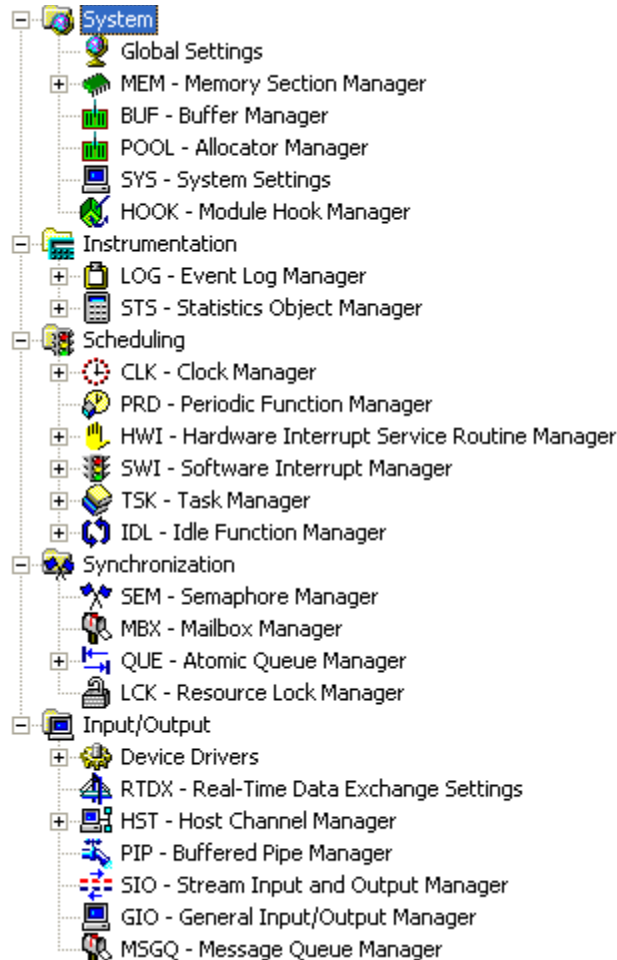 System
Global Settings
MEM - Memory Section Manager
BUF - Buffer Manager
POOL - Allocator Manager
SYS - System Settings
HOOK - Module Hook Manager
Instrumentation
LOG - Event Log Manager
STS - Statistics Object Manager
Scheduling
CLK - Clock Manager
PRD - Periodic Function Manager
HWI - Hardware Interrupt Service Routine Manager
SWI - Software Interrupt Manager
TSK - Task Manager
IDL - Idle Function Manager
Synchronization
SEM - Semaphore Manager
MBX - Mailbox Manager
QUE - Atomic Queue Manager
LCK - Resource Lock Manager
Input/Output
Device Drivers
RTDX - Real-Time Data Exchange Settings
HST - Host Channel Manager
PIP - Buffered Pipe Manager
SIO - Stream Input and Output Manager
GIO - General Input/Output Manager
MSGQ - Message Queue Manager